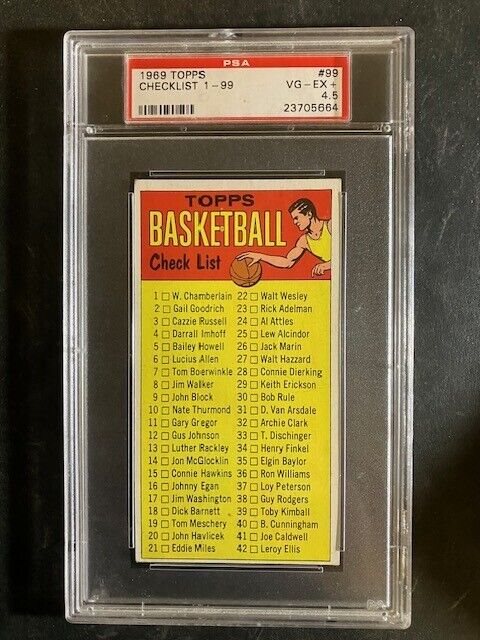 PSA
1969 TOPPS #99
CHECKLIST 1-99 VG-EX+
4.5
23705664
TOPPS
BASKETBALL
Check List
1 W. Chamberlain 22 Walt Wesley
2 Gail Goodrich 23 Rick Adelman
3 Cazzie Russell 24 Al Attles
4 Darrall Imhoff 25 Lew Alcindor
5 Bailey Howell 26 Jack Marin
6 Lucius Allen 27 Walt Hazzard
7 Tom Boerwinkle 28 Connie Dierking
8 Jim Walker 29 Keith Erickson
9 John Block 30 Bob Rule
10 Nate Thurmond 31 D. Van Arsdale
11 Gary Gregor 32 Archie Clark
12 Gus Johnson 33 T. Dischinger
13 Luther Rackley 34 Henry Finkel
14 Jon McGlocklin 35 Elgin Baylor
15 Connie Hawkins 36 Ron Williams
16 Johnny Egan 37 Loy Peterson
17 Jim Washington 38 Guy Rodgers
18 Dick Barnett 39 Toby Kimball
19 Tom Meschery 40 B. Cunningham
20 John Havlicek 41 Joe Caldwell
21 Eddie Miles 42 Leroy Ellis